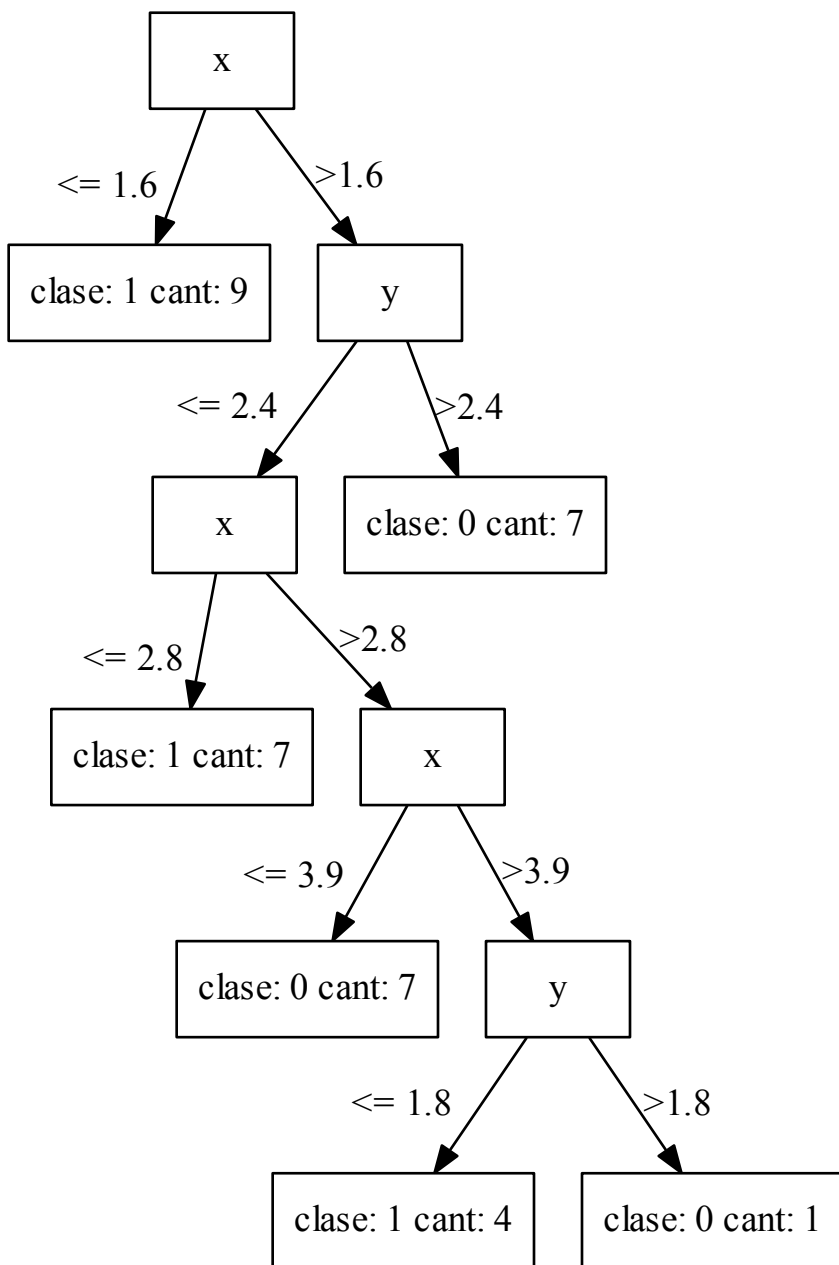 x
<= 1.6
>1.6
clase: 1 cant: 9
y
<= 2.4
>2.4
x
clase: 0 cant: 7
<= 2.8
>2.8
clase: 1 cant: 7
x
<= 3.9
>3.9
clase: 0 cant: 7
y
<= 1.8
>1.8
clase: 1 cant: 4
clase: 0 cant: 1